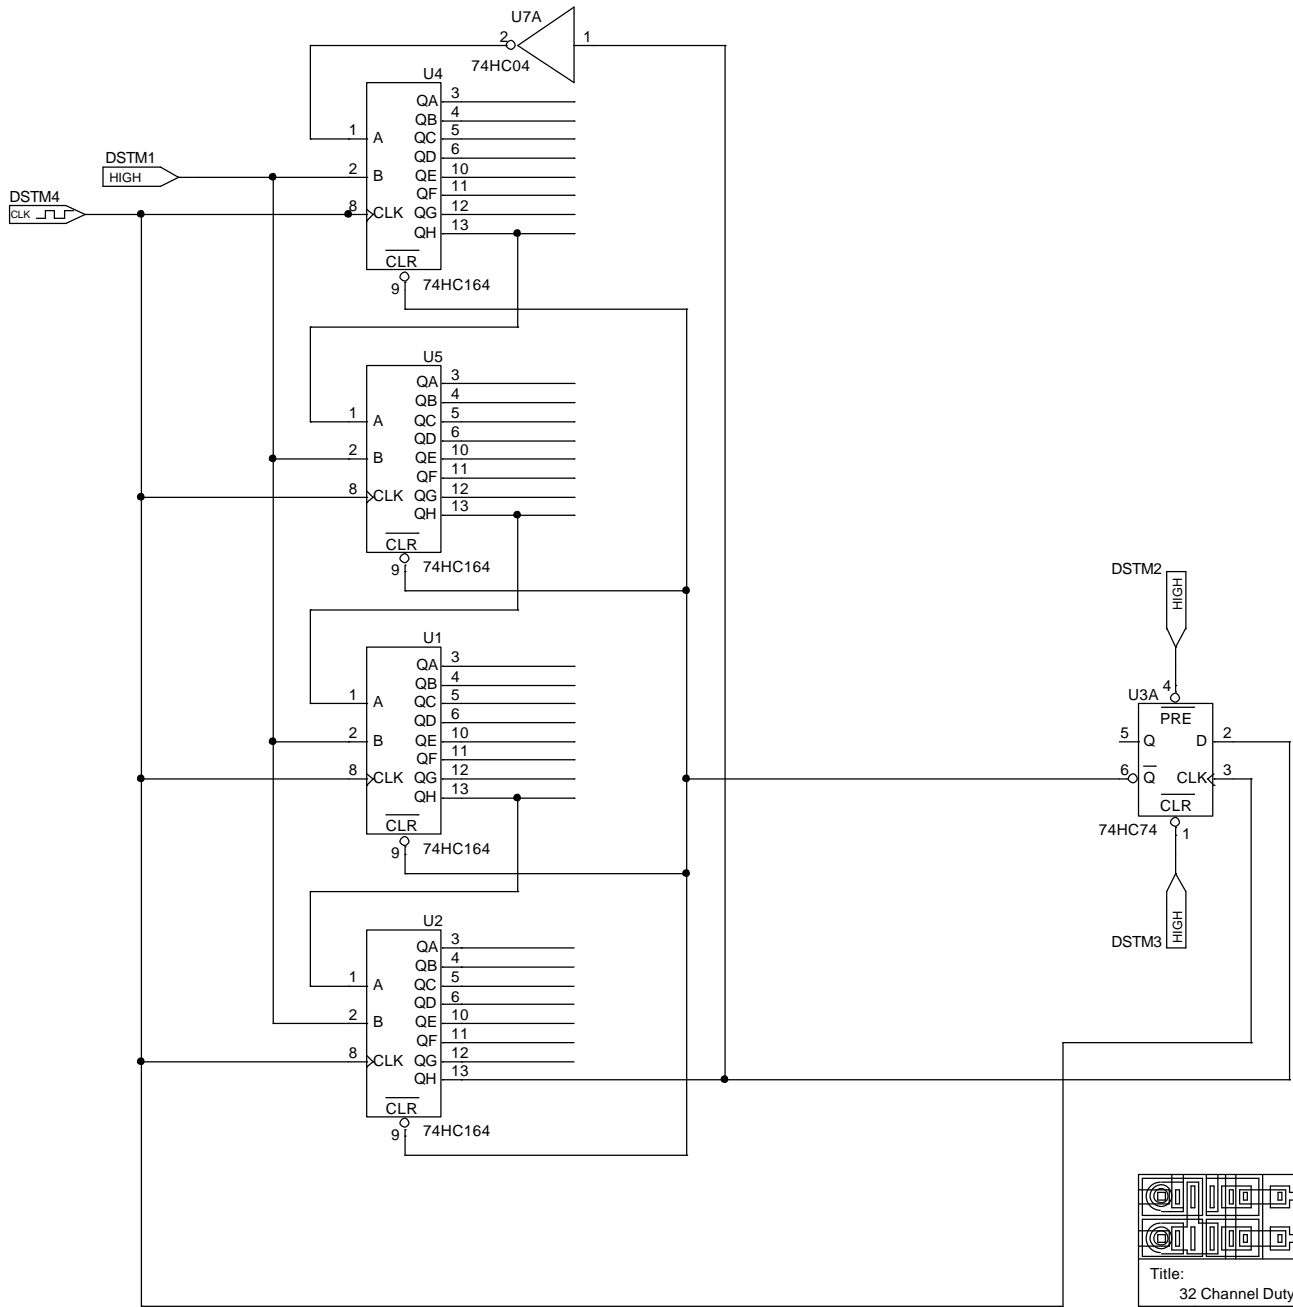 U7A
2
1
74HC04
U4
QA 3
QB 4
1 A QC 5
QD 6
DSTM1
HIGH
2 B QE 10
QF 11
DSTM4
CLK
8 CLK QG 12
QH 13
CLR
9 74HC164
U5
QA 3
QB 4
1 A QC 5
QD 6
2 B QE 10
QF 11
8 CLK QG 12
QH 13
CLR
9 74HC164
U1
QA 3
QB 4
1 A QC 5
QD 6
2 B QE 10
QF 11
8 CLK QG 12
QH 13
CLR
9 74HC164
U2
QA 3
QB 4
1 A QC 5
QD 6
2 B QE 10
QF 11
8 CLK QG 12
QH 13
CLR
9 74HC164
DSTM2
HIGH
4
U3A
PRE
5 Q D 2
6 Q CLK 3
CLR
74HC74 1
DSTM3
HIGH
Title:
32 Channel Duty